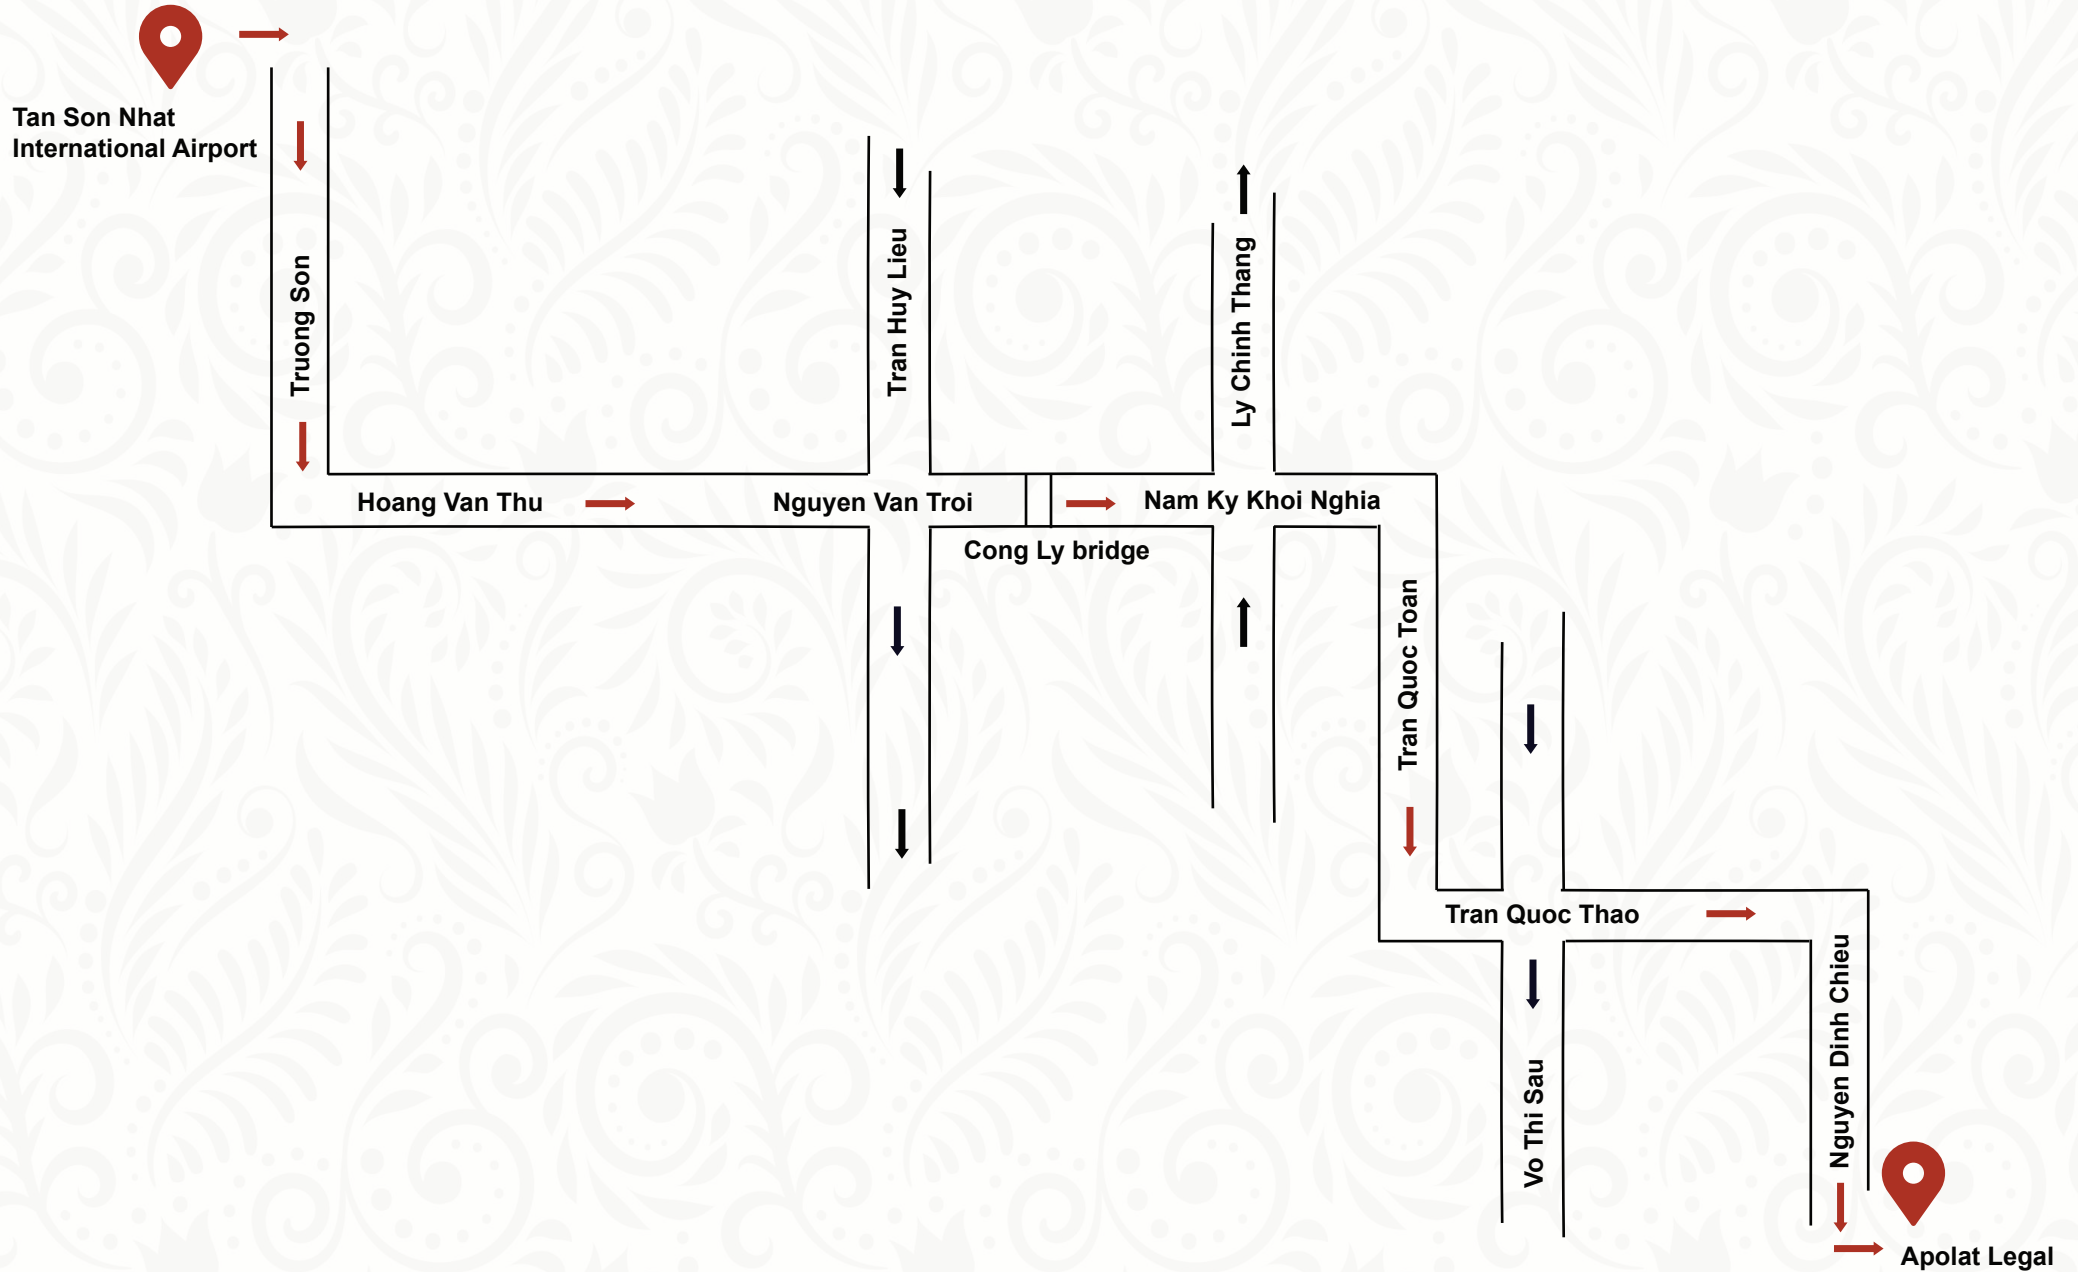 Tan Son Nhat
International Airport
Truong Son
Tran Huy Lieu
Ly Chinh Thang
Hoang Van Thu
Nguyen Van Troi
Nam Ky Khoi Nghia
Cong Ly bridge
Tran Quoc Toan
Tran Quoc Thao
Nguyen Dinh Chieu
Vo Thi Sau
Apolat Legal